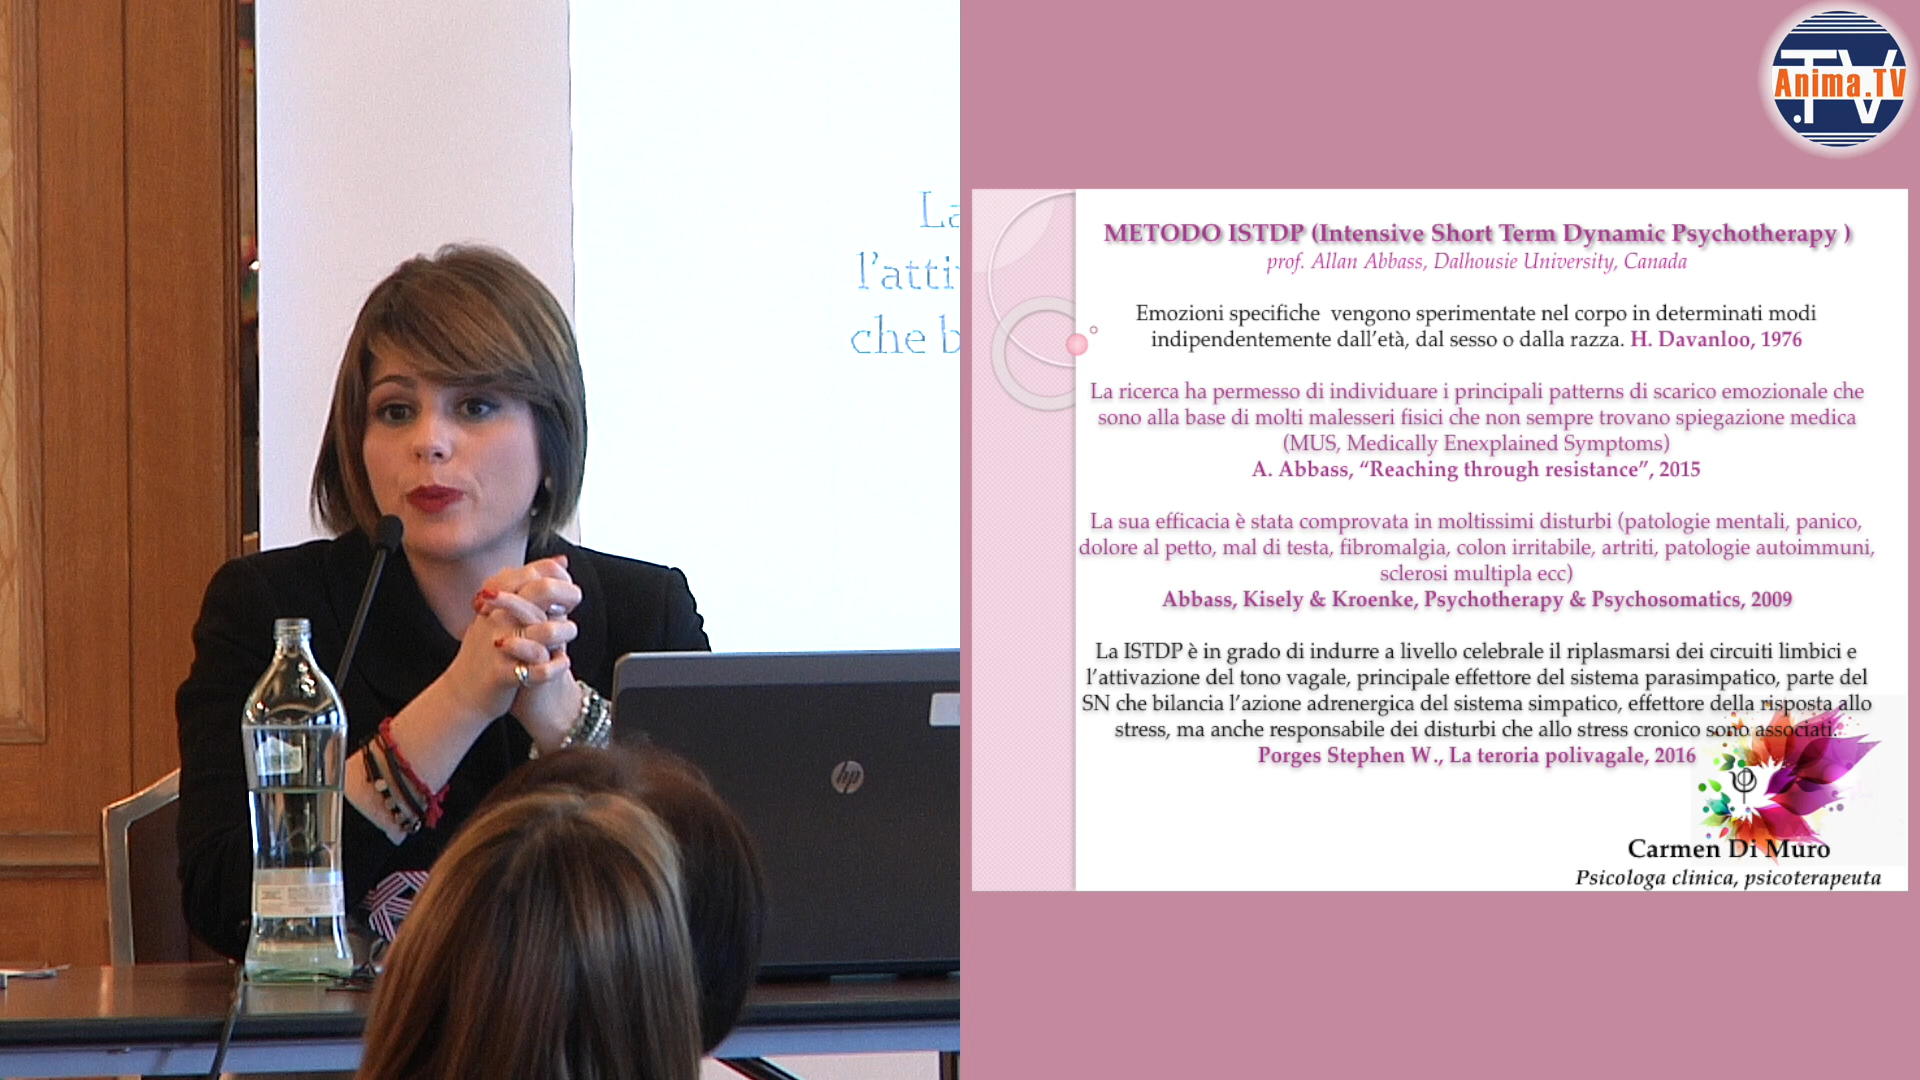 La
l'atti
che b
hp
Anima.TV
.TV
METODO ISTDP (Intensive Short Term Dynamic Psychotherapy )
prof. Allan Abbass, Dalhousie University, Canada
Emozioni specifiche vengono sperimentate nel corpo in determinati modi
indipendentemente dall'età, dal sesso o dalla razza. H. Davanloo, 1976
La ricerca ha permesso di individuare i principali patterns di scarico emozionale che
sono alla base di molti malesseri fisici che non sempre trovano spiegazione medica
(MUS, Medically Enexplained Symptoms)
A. Abbass, “Reaching through resistance”, 2015
La sua efficacia è stata comprovata in moltissimi disturbi (patologie mentali, panico,
dolore al petto, mal di testa, fibromalgia, colon irritabile, artriti, patologie autoimmuni,
sclerosi multipla ecc)
Abbass, Kisely & Kroenke, Psychotherapy & Psychosomatics, 2009
La ISTDP è in grado di indurre a livello celebrale il riplasmarsi dei circuiti limbici e
l'attivazione del tono vagale, principale effettore del sistema parasimpatico, parte del
SN che bilancia l'azione adrenergica del sistema simpatico, effettore della risposta allo
stress, ma anche responsabile dei disturbi che allo stress cronico sono associati.
Porges Stephen W., La teroria polivagale, 2016
ψ
Carmen Di Muro
Psicologa clinica, psicoterapeuta